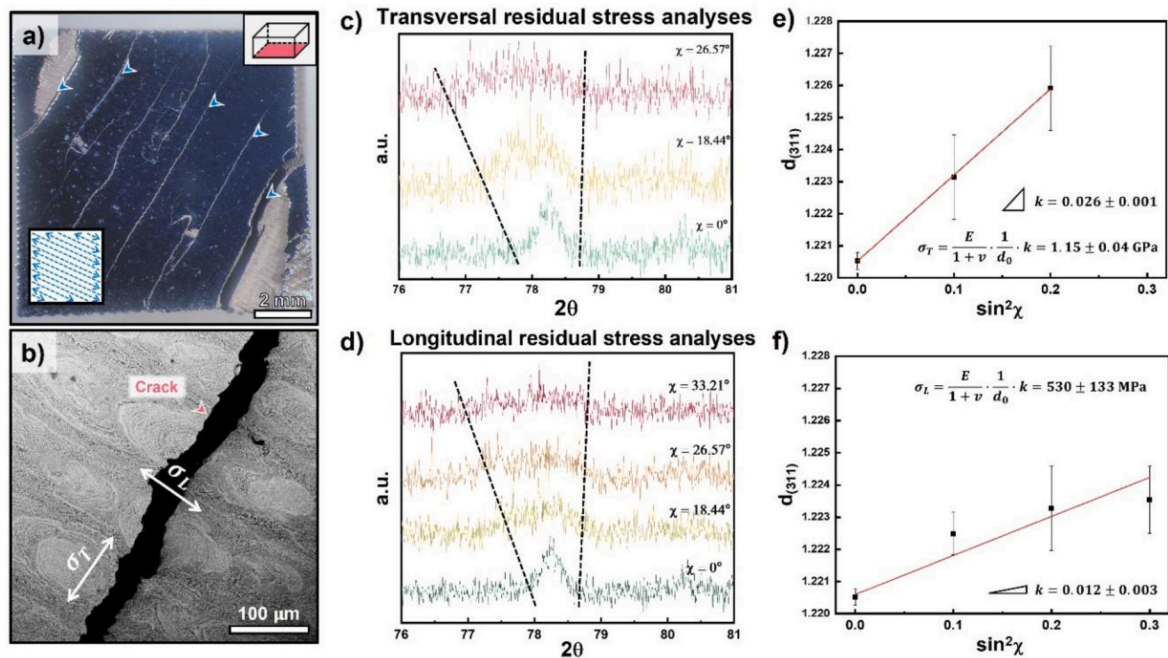 a)
2 mm
b)
Crack
σ_L
σ_T
100 μm
c) Transversal residual stress analyses
χ – 26.57°
χ – 18.44°
χ = 0°
a.u.
76 77 78 79 80 81
2θ
d) Longitudinal residual stress analyses
χ = 33.21°
χ – 26.57°
χ = 18.44°
χ – 0°
a.u.
76 77 78 79 80 81
2θ
e)
1.228
1.227
1.226
1.225
1.224
1.223
1.222
1.221
1.220
d(311)
k = 0.026 ± 0.001
σ_T = E/(1 + v) · 1/d₀ · k = 1.15 ± 0.04 GPa
0.0 0.1 0.2 0.3
sin²χ
f)
1.228
1.227
1.226
1.225
1.224
1.223
1.222
1.221
1.220
d(311)
σ_L = E/(1 + v) · 1/d₀ · k = 530 ± 133 MPa
k = 0.012 ± 0.003
0.0 0.1 0.2 0.3
sin²χ